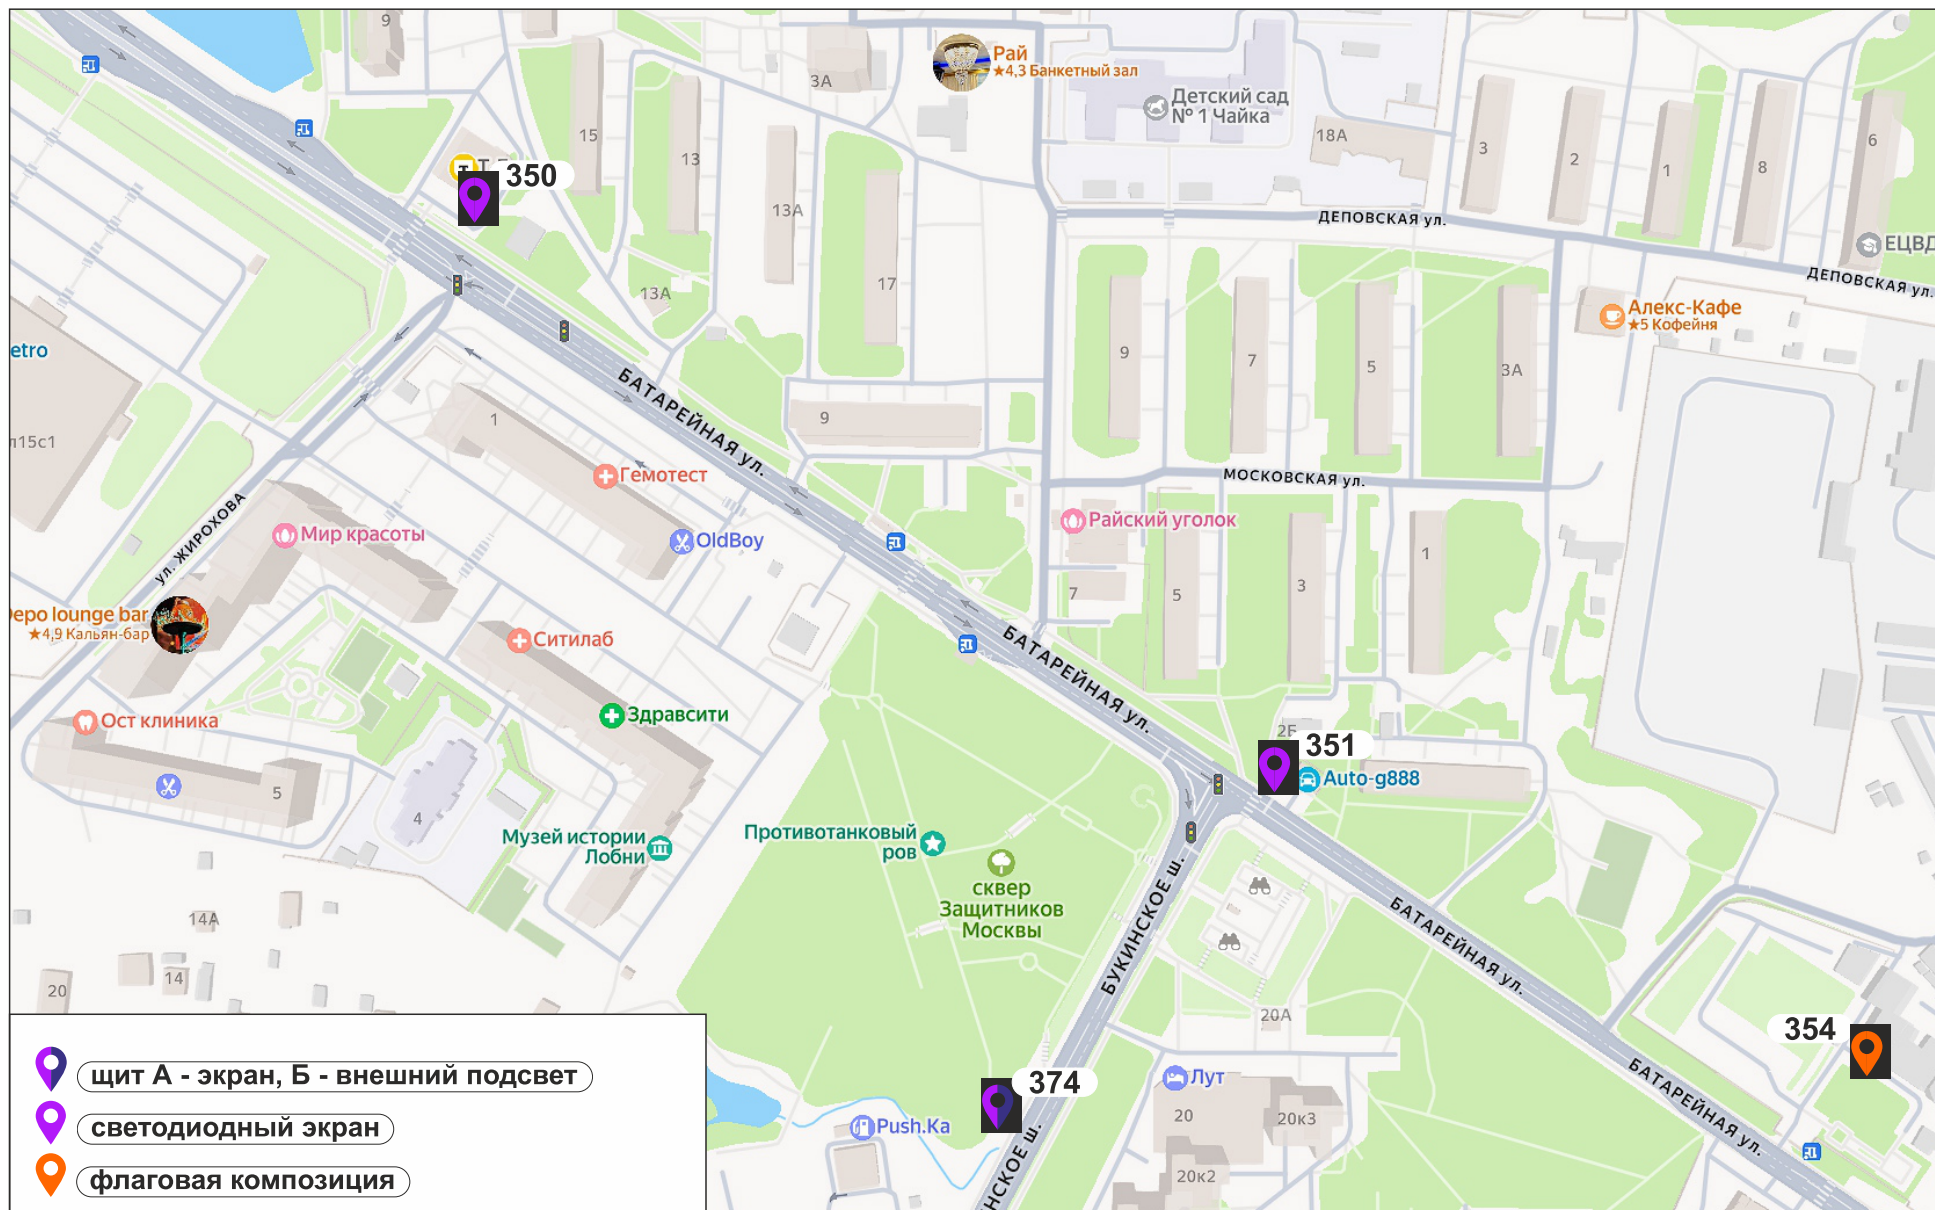 9
3А
Рай
★4,3 Банкетный зал
Детский сад
№ 1 Чайка
18А
15
13
13А
17
3
2
1
8
6
350
ДЕПОВСКАЯ ул.
ЕЦВД
ДЕПОВСКАЯ ул.
13А
Алекс-Кафе
★5 Кофейня
etro
9
7
5
3А
БАТАРЕЙНАЯ ул.
1
9
л15с1
Гемотест
МОСКОВСКАЯ ул.
ул. ЖИРОХОВА
Мир красоты
OldBoy
Райский уголок
7
5
3
1
Depo lounge bar
★4,9 Кальян-бар
Ситилаб
БАТАРЕЙНАЯ ул.
Ост клиника
Здравсити
2Б
351
Auto-g888
5
4
Музей истории
Лобни
Противотанковый
ров
сквер
Защитников
Москвы
БУКИНСКОЕ ш.
БАТАРЕЙНАЯ ул.
14А
14
20
20А
354
374
Лут
БАТАРЕЙНАЯ ул.
Push.Ka
20
20к3
20к2
НСКОЕ ш.
щит А - экран, Б - внешний подсвет
светодиодный экран
флаговая композиция